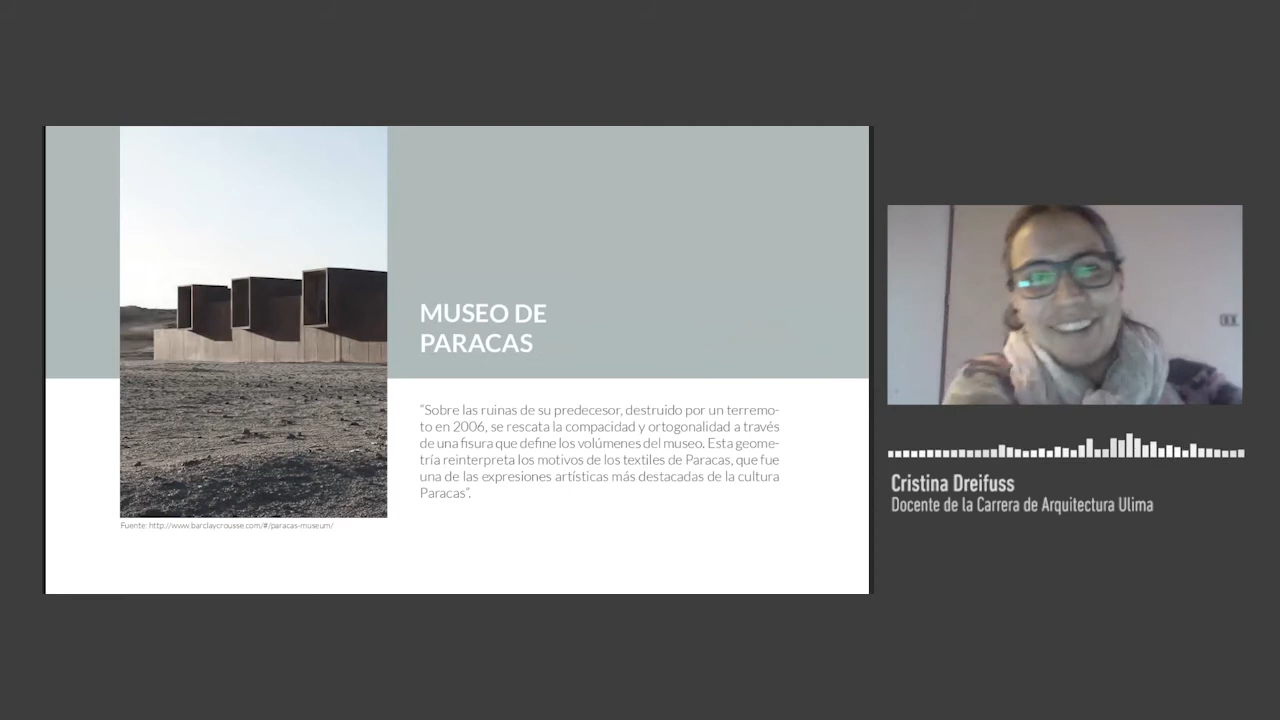 MUSEO DE
PARACAS
“Sobre las ruinas de su predecesor, destruido por un terremo-
to en 2006, se rescata la compacidad y ortogonalidad a través
de una fisura que define los volúmenes del museo. Esta geome-
tría reinterpreta los motivos de los textiles de Paracas, que fue
una de las expresiones artísticas más destacadas de la cultura
Paracas”.
Fuente: http://www.barclaycrousse.com/#/paracas-museum/
Cristina Dreifuss
Docente de la Carrera de Arquitectura Ulima